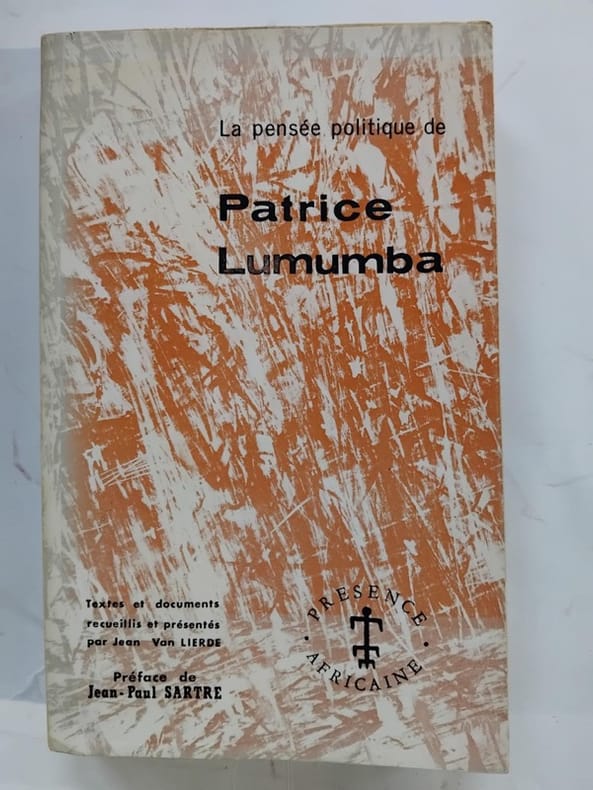 La pensée politique de
Patrice
Lumumba
Textes et documents
recueillis et présentés
par Jean Van LIERDE
Préface de
Jean-Paul SARTRE
PRESENCE
AFRICAINE